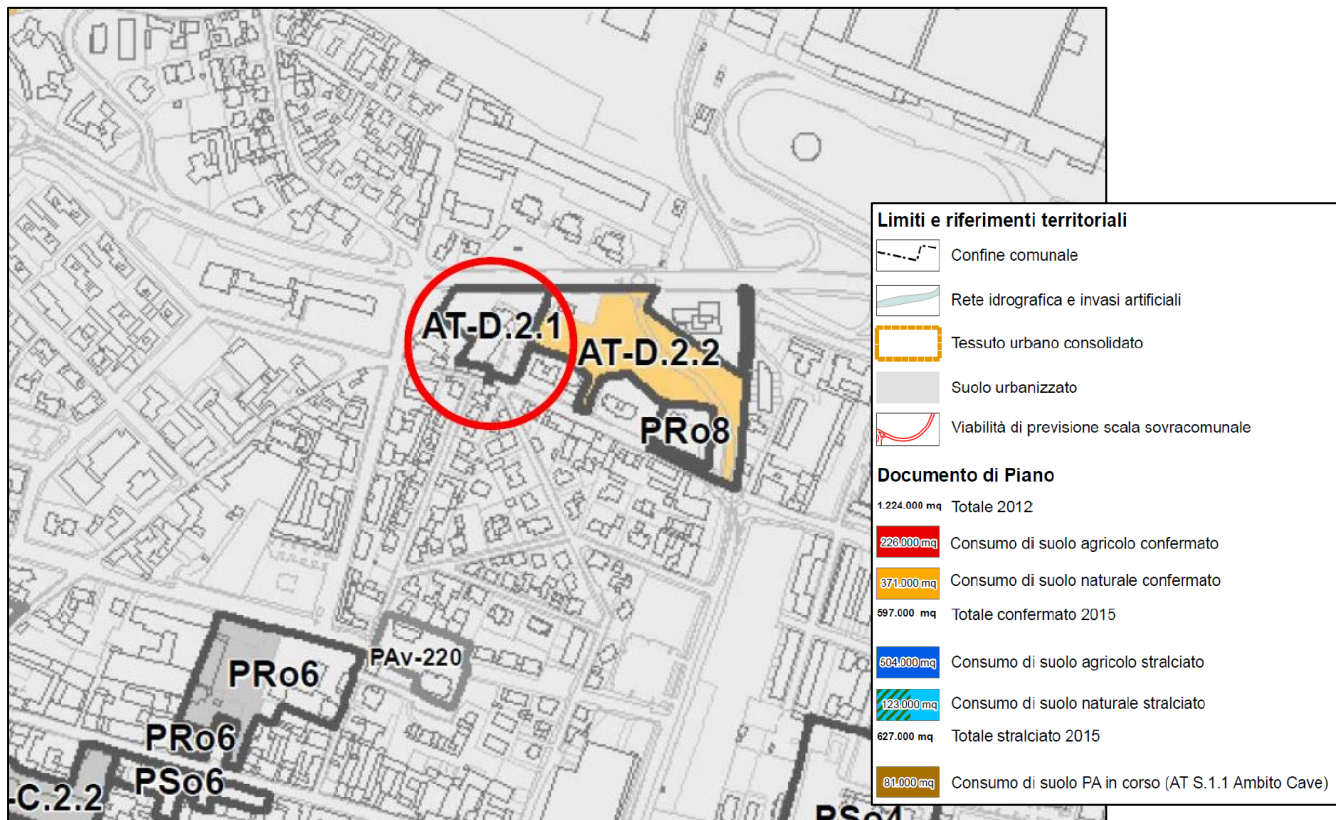 AT-D.2.1
AT-D.2.2
PRo8
PAv-220
PRo6
PRo6
PSo6
-C.2.2
PSo4
Limiti e riferimenti territoriali
Confine comunale
Rete idrografica e invasi artificiali
Tessuto urbano consolidato
Suolo urbanizzato
Viabilità di previsione scala sovracomunale
Documento di Piano
1.224.000 mq Totale 2012
226.000 mq Consumo di suolo agricolo confermato
371.000 mq Consumo di suolo naturale confermato
597.000 mq Totale confermato 2015
504.000 mq Consumo di suolo agricolo stralciato
123.000 mq Consumo di suolo naturale stralciato
627.000 mq Totale stralciato 2015
81.000 mq Consumo di suolo PA in corso (AT S.1.1 Ambito Cave)